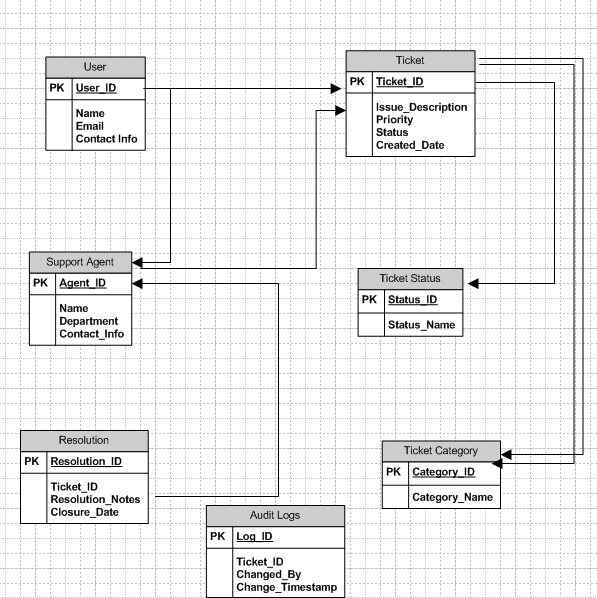 User
PK User_ID
Name
Email
Contact Info
Ticket
PK Ticket_ID
Issue_Description
Priority
Status
Created_Date
Support Agent
PK Agent_ID
Name
Department
Contact_Info
Ticket Status
PK Status_ID
Status_Name
Resolution
PK Resolution_ID
Ticket_ID
Resolution_Notes
Closure_Date
Ticket Category
PK Category_ID
Category_Name
Audit Logs
PK Log_ID
Ticket_ID
Changed_By
Change_Timestamp